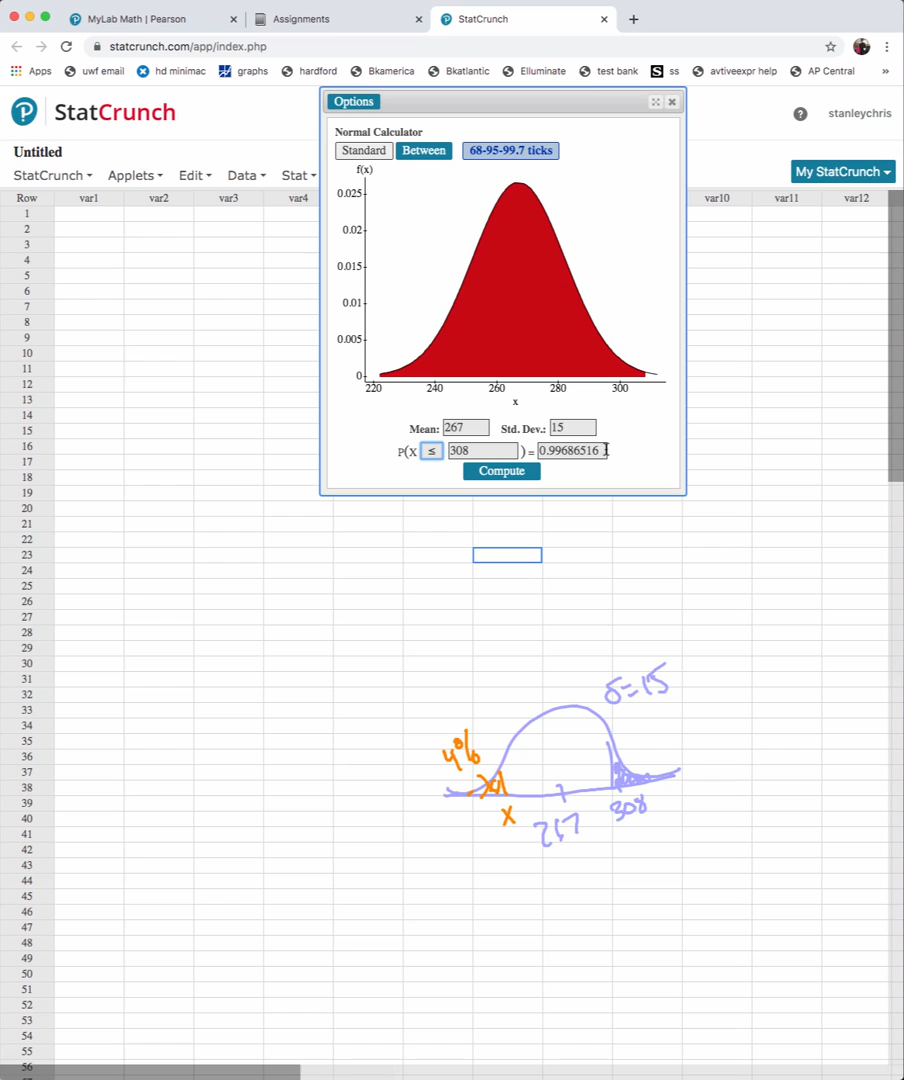 MyLab Math | Pearson
Assignments
StatCrunch
statcrunch.com/app/index.php
Apps uwf email hd minimac graphs hardford Bkamerica Bkatlantic Elluminate test bank S ss avtiveexpr help AP Central »
P StatCrunch
? stanleychris
Untitled
StatCrunch Applets Edit Data Stat
My StatCrunch
Options
Normal Calculator
Standard Between 68-95-99.7 ticks
f(x)
0.025
0.02
0.015
0.01
0.005
0
220 240 260 280 300
x
Mean: 267 Std. Dev.: 15
P(X ≤ 308 ) = 0.99686516
Compute
Row var1 var2 var3 var4 var10 var11 var12
1
2
3
4
5
6
7
8
9
10
11
12
13
14
15
16
17
18
19
20
21
22
23
24
25
26
27
28
29
30
31
32
33
34
35
36
37
38
39
40
41
42
43
44
45
46
47
48
49
50
51
52
53
54
55
56
δ=15
4%
x
267
308